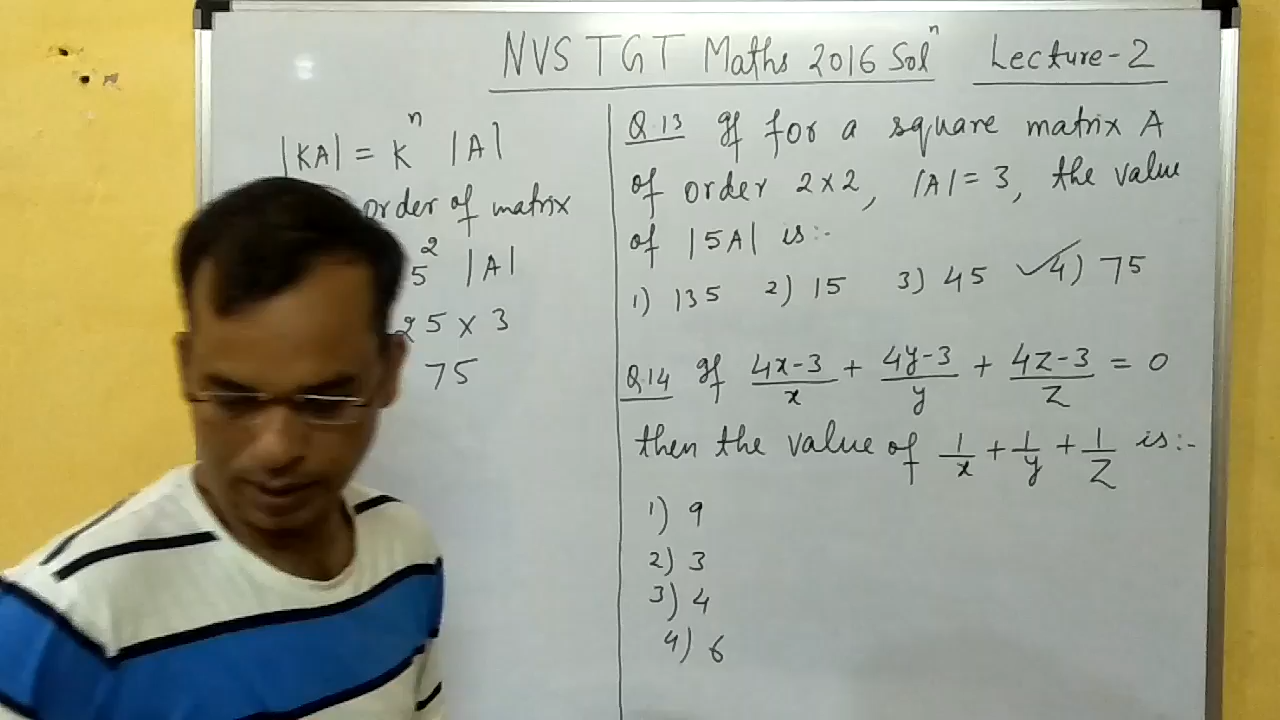 NVS TGT Maths 2016 Solⁿ Lecture-2
|KA| = Kⁿ |A|
order of matrix
5² |A|
25 × 3
75
Q.13 If for a square matrix A
of order 2×2, |A| = 3, the value
of |5A| is:-
1) 135 2) 15 3) 45 ✓4) 75
Q.14 If (4x-3)/x + (4y-3)/y + (4z-3)/z = 0
then the value of 1/x + 1/y + 1/z is:-
1) 9
2) 3
3) 4
4) 6